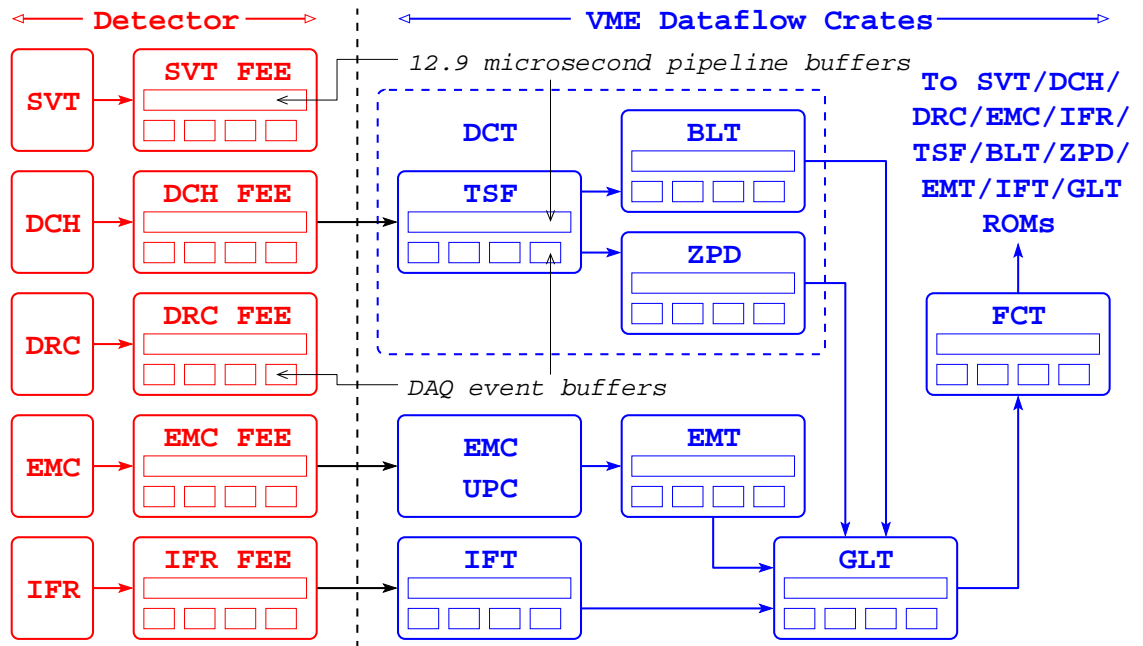 Detector
VME Dataflow Crates
SVT
SVT FEE
12.9 microsecond pipeline buffers
To SVT/DCH/
DRC/EMC/IFR/
TSF/BLT/ZPD/
EMT/IFT/GLT
ROMs
DCT
BLT
DCH
DCH FEE
TSF
ZPD
DRC
DRC FEE
FCT
DAQ event buffers
EMC
EMC FEE
EMC
UPC
EMT
IFR
IFR FEE
IFT
GLT